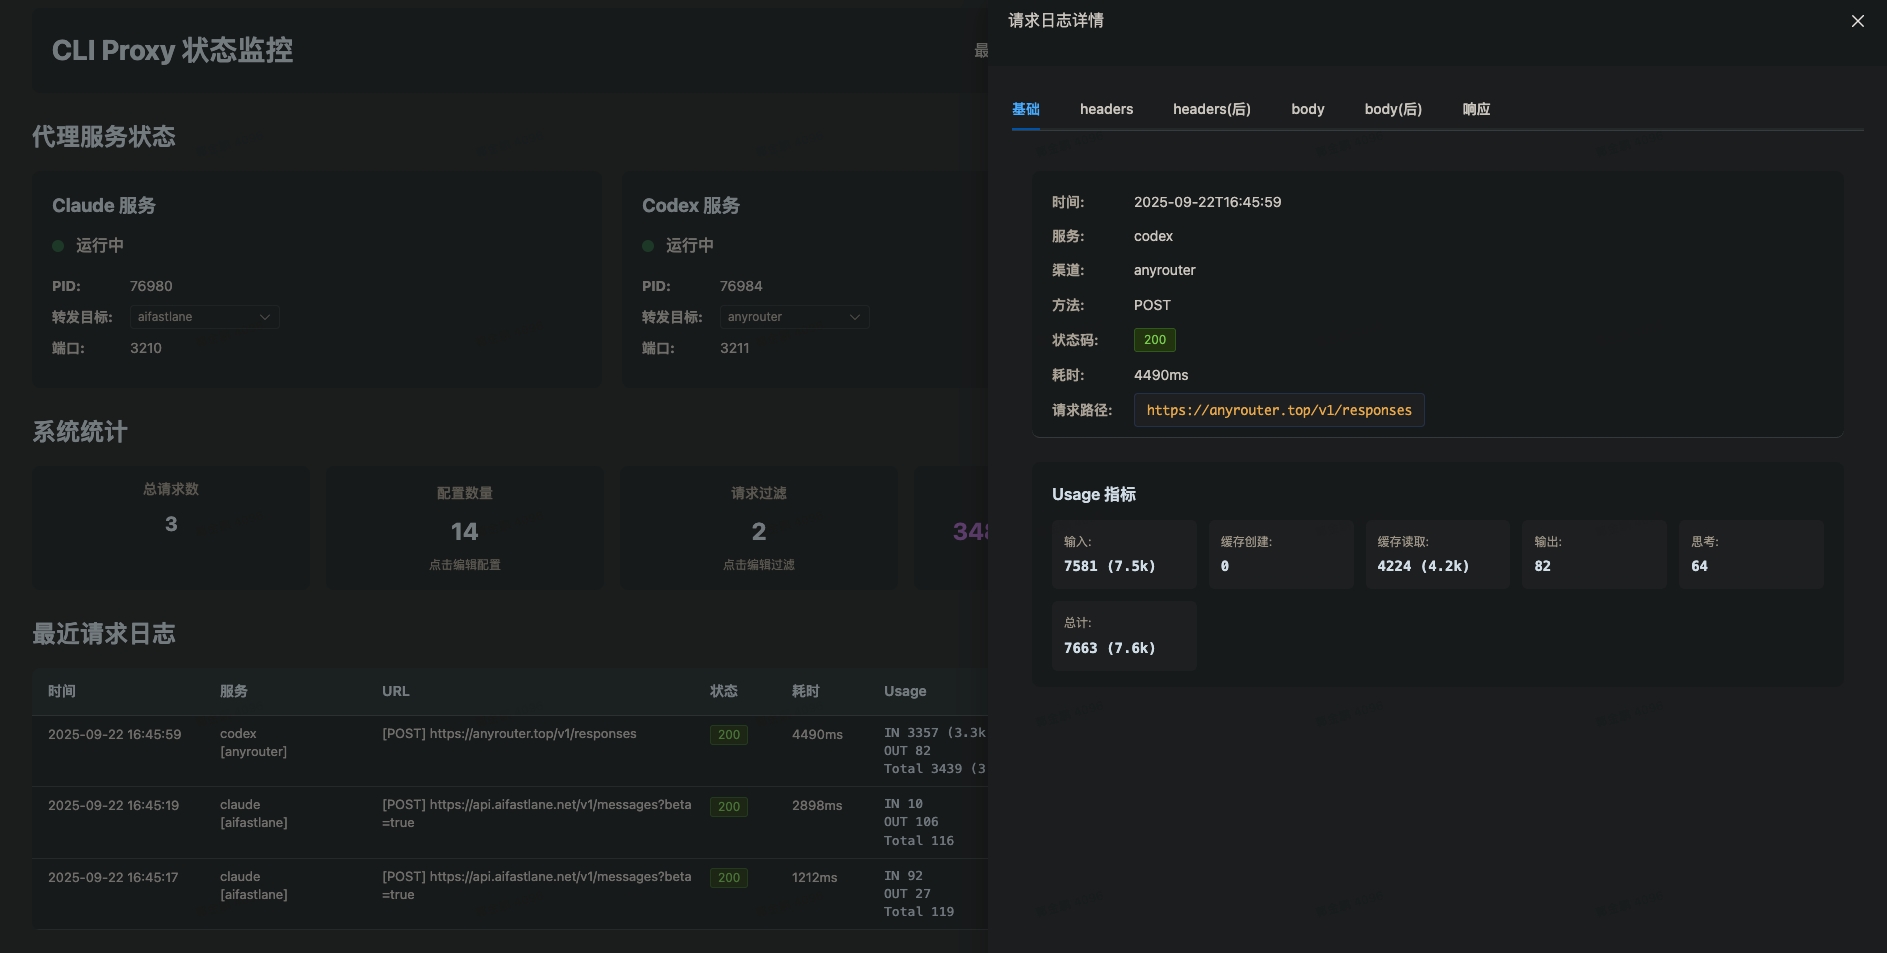 CLI Proxy 状态监控
最
代理服务状态
Claude 服务
运行中
PID: 76980
转发目标: aifastlane
端口: 3210
Codex 服务
运行中
PID: 76984
转发目标: anyrouter
端口: 3211
系统统计
总请求数
3
配置数量
14
点击编辑配置
请求过滤
2
点击编辑过滤
348
最近请求日志
时间 服务 URL 状态 耗时 Usage
2025-09-22 16:45:59 codex [POST] https://anyrouter.top/v1/responses 200 4490ms IN 3357 (3.3k
[anyrouter] OUT 82
Total 3439 (3
2025-09-22 16:45:19 claude [POST] https://api.aifastlane.net/v1/messages?beta 200 2898ms IN 10
[aifastlane] =true OUT 106
Total 116
2025-09-22 16:45:17 claude [POST] https://api.aifastlane.net/v1/messages?beta 200 1212ms IN 92
[aifastlane] =true OUT 27
Total 119
请求日志详情
基础 headers headers(后) body body(后) 响应
时间: 2025-09-22T16:45:59
服务: codex
渠道: anyrouter
方法: POST
状态码: 200
耗时: 4490ms
请求路径: https://anyrouter.top/v1/responses
Usage 指标
输入: 缓存创建: 缓存读取: 输出: 思考:
7581 (7.5k) 0 4224 (4.2k) 82 64
总计:
7663 (7.6k)